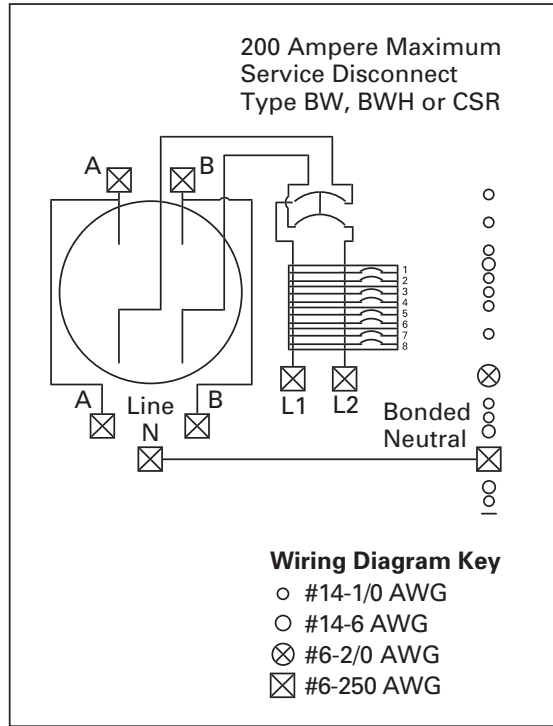 200 Ampere Maximum
Service Disconnect
Type BW, BWH or CSR
A
B
1
2
3
4
5
6
7
8
A
Line
N
B
L1
L2
Bonded
Neutral
Wiring Diagram Key
#14-1/0 AWG
#14-6 AWG
#6-2/0 AWG
#6-250 AWG